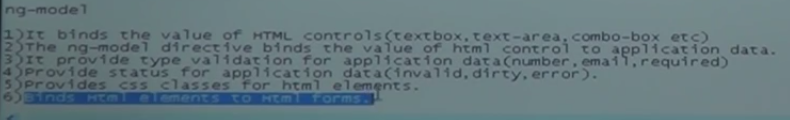 ng-model
1)It binds the value of HTML controls(textbox,text-area,combo-box etc)
2)The ng-model directive binds the value of html control to application data.
3)It provide type validation for application data(number,email,required)
4)Provide status for application data(invalid,dirty,error).
5)Provides css classes for html elements.
6)Binds Html elements to Html forms.